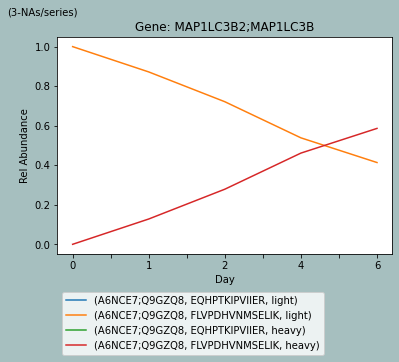 (3-NAs/series)
Gene: MAP1LC3B2;MAP1LC3B
1.0
0.8
0.6
0.4
0.2
0.0
Rel Abundance
0 1 2 4 6
Day
(A6NCE7;Q9GZQ8, EQHPTKIPVIIER, light)
(A6NCE7;Q9GZQ8, FLVPDHVNMSELIK, light)
(A6NCE7;Q9GZQ8, EQHPTKIPVIIER, heavy)
(A6NCE7;Q9GZQ8, FLVPDHVNMSELIK, heavy)